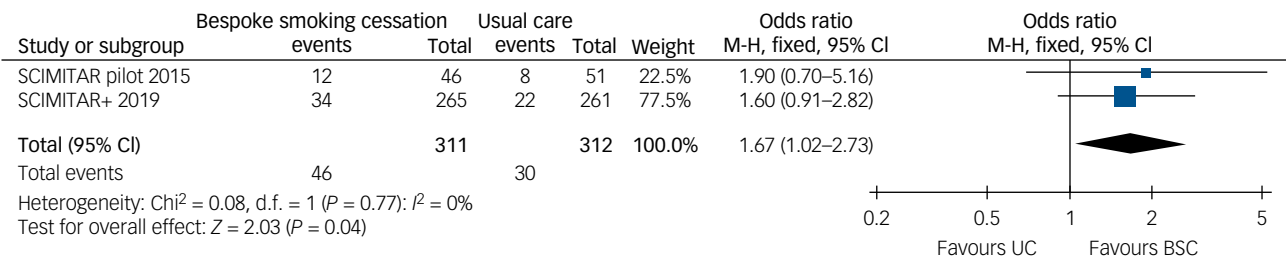 Bespoke smoking cessation Usual care Odds ratio Odds ratio
Study or subgroup events Total events Total Weight M-H, fixed, 95% CI M-H, fixed, 95% CI
SCIMITAR pilot 2015 12 46 8 51 22.5% 1.90 (0.70–5.16)
SCIMITAR+ 2019 34 265 22 261 77.5% 1.60 (0.91–2.82)
Total (95% CI) 311 312 100.0% 1.67 (1.02–2.73)
Total events 46 30
Heterogeneity: Chi² = 0.08, d.f. = 1 (P = 0.77): I² = 0%
Test for overall effect: Z = 2.03 (P = 0.04)
0.2 0.5 1 2 5
Favours UC Favours BSC